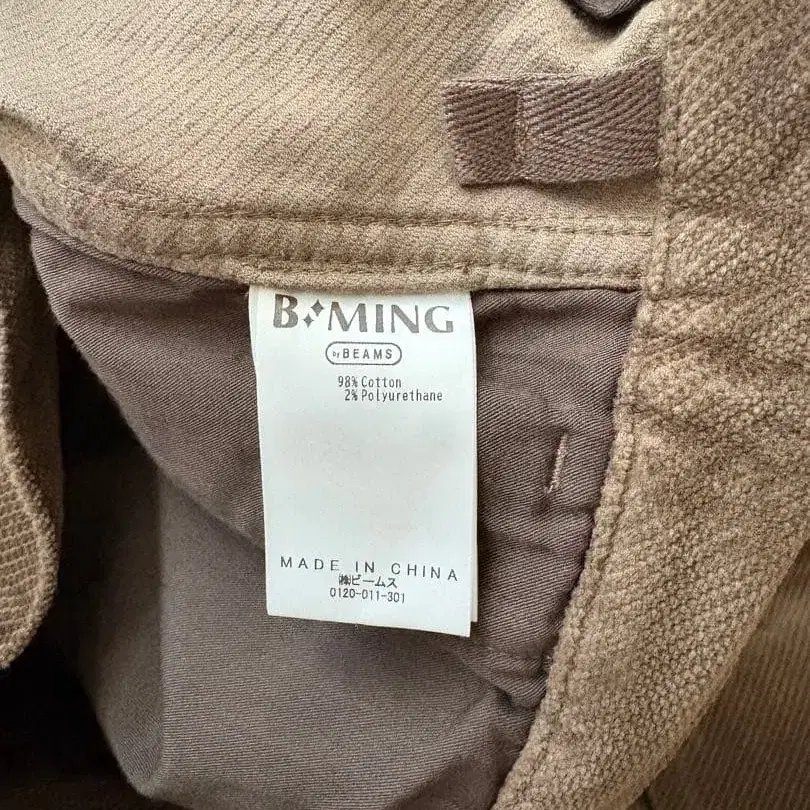 B MING
by BEAMS
98% Cotton
2% Polyurethane
MADE IN CHINA
㈱ビームス
0120-011-301